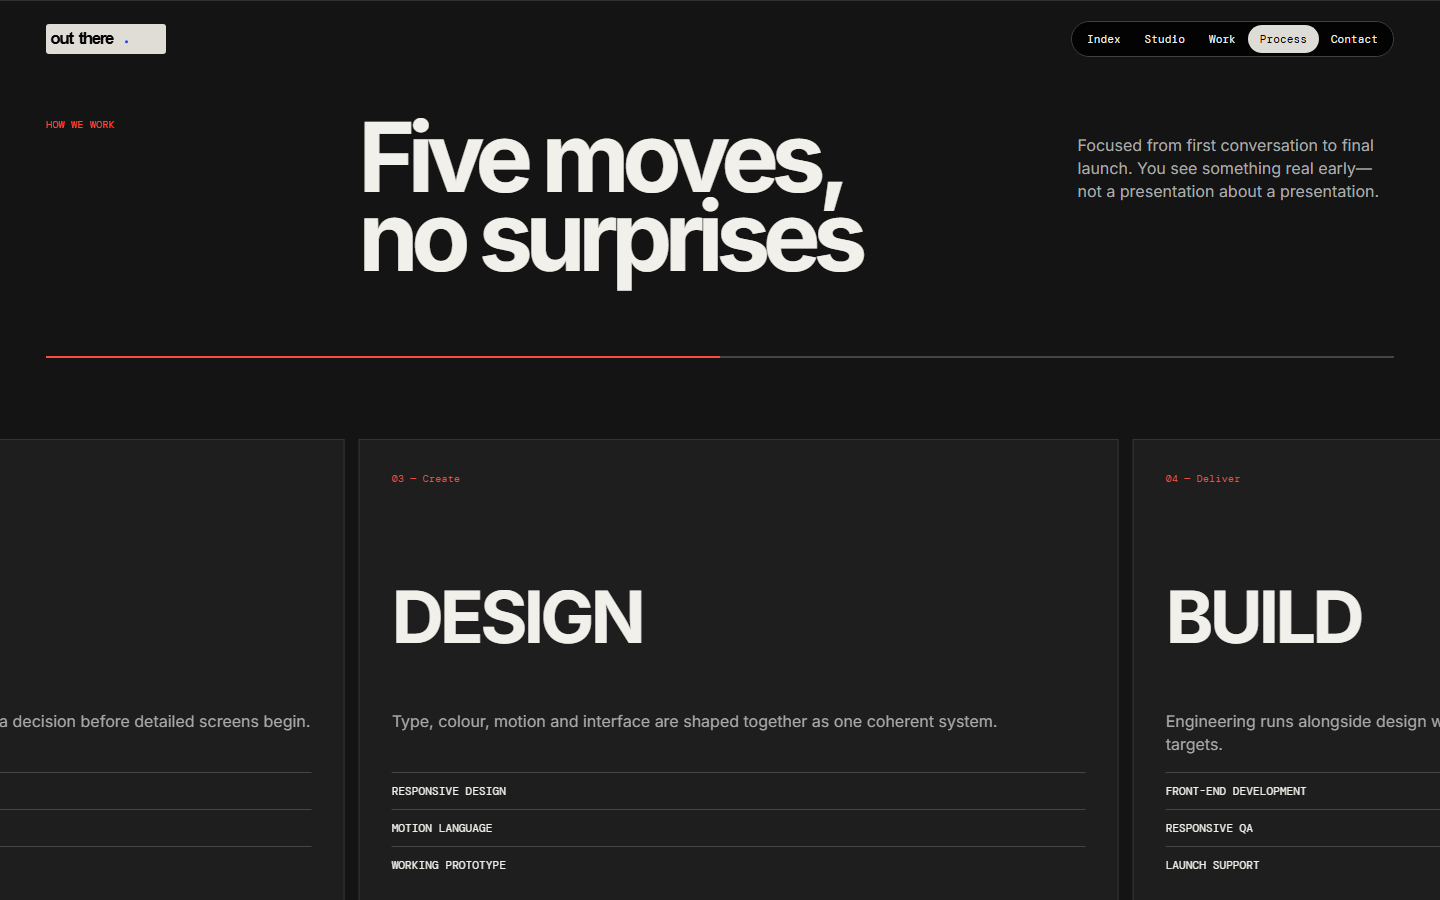 out there .
Index Studio Work Process Contact
HOW WE WORK
Five moves,
no surprises
Focused from first conversation to final
launch. You see something real early—
not a presentation about a presentation.
a decision before detailed screens begin.
03 — Create
DESIGN
Type, colour, motion and interface are shaped together as one coherent system.
RESPONSIVE DESIGN
MOTION LANGUAGE
WORKING PROTOTYPE
04 — Deliver
BUILD
Engineering runs alongside design w
targets.
FRONT-END DEVELOPMENT
RESPONSIVE QA
LAUNCH SUPPORT